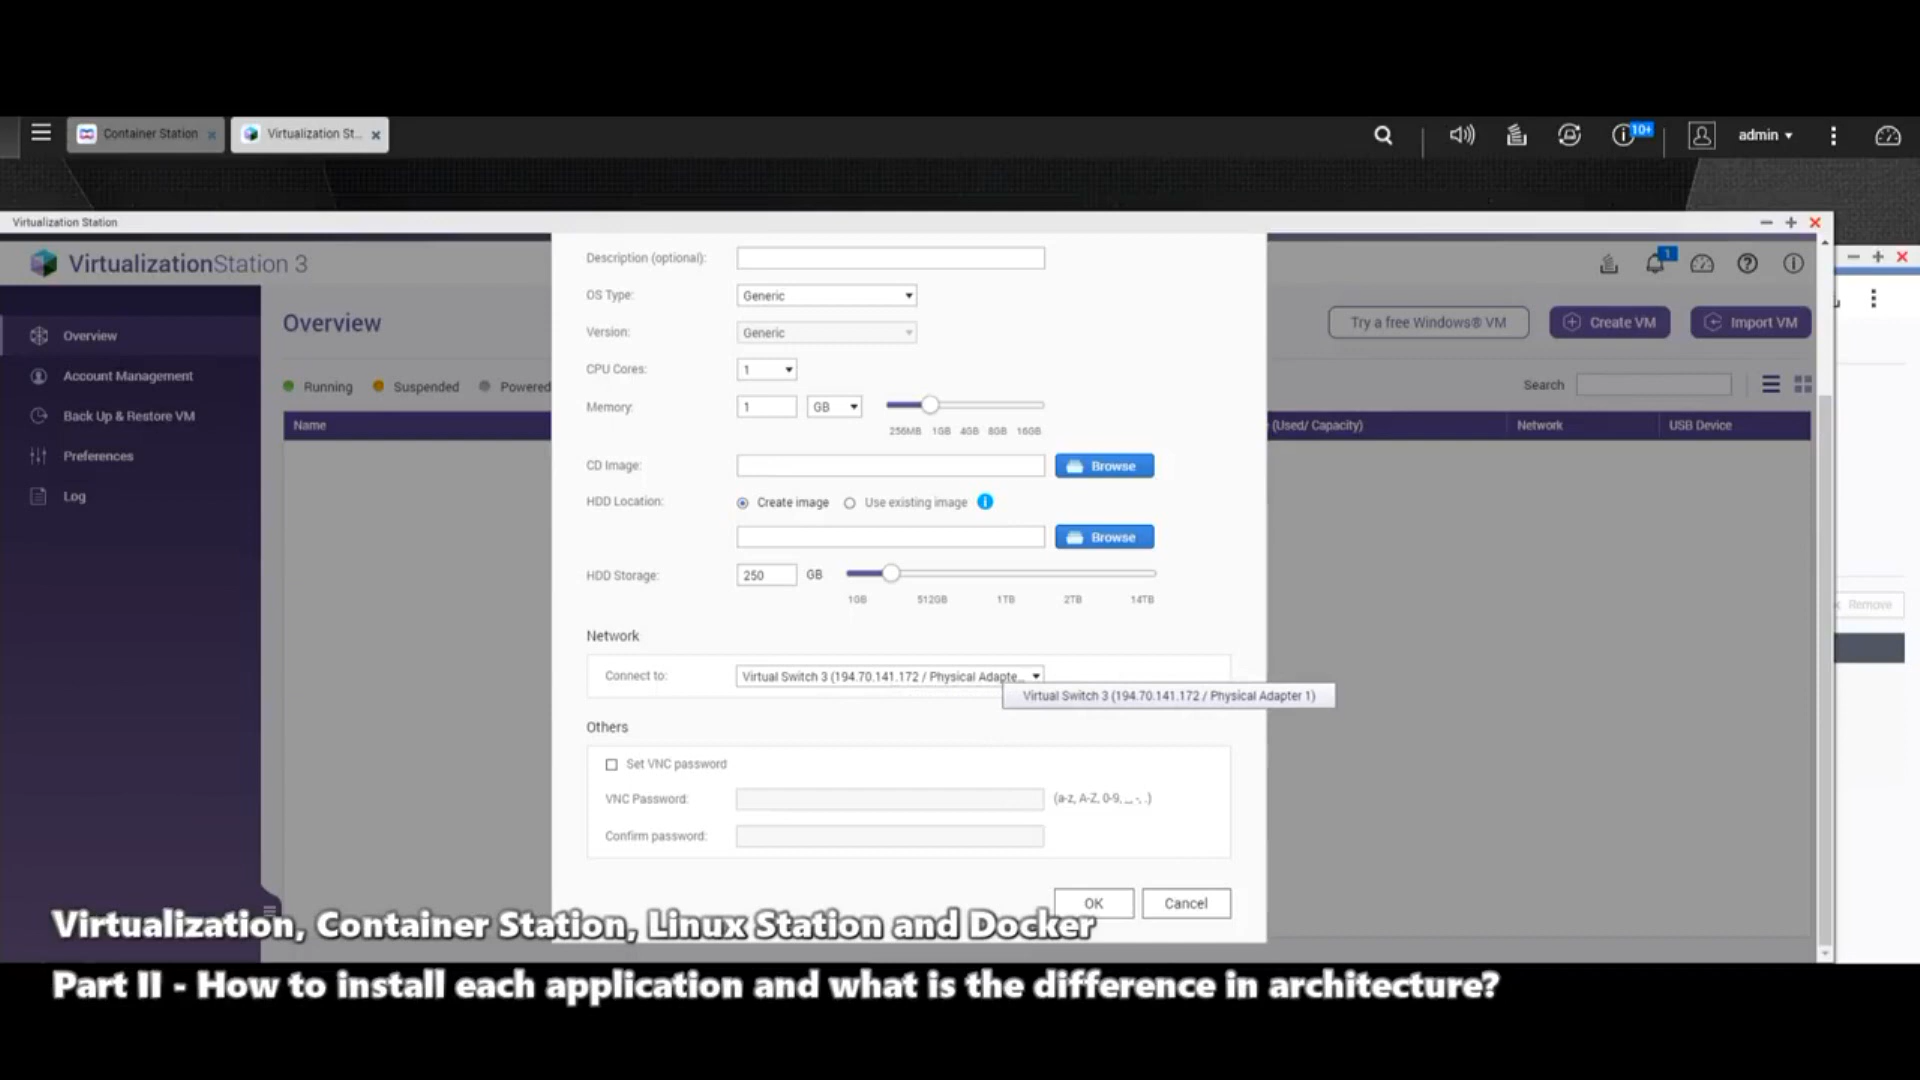 Container Station
Virtualization St...
10+
admin
Virtualization Station
VirtualizationStation 3
1
Overview
Account Management
Back Up & Restore VM
Preferences
Log
Overview
Try a free Windows® VM
Create VM
Import VM
Running
Suspended
Powered
Search
Name
(Used/ Capacity)
Network
USB Device
Remove
Description (optional):
OS Type: Generic
Version: Generic
CPU Cores: 1
Memory: 1 GB
256MB 1GB 4GB 8GB 16GB
CD Image: Browse
HDD Location: Create image Use existing image
Browse
HDD Storage: 250 GB
1GB 512GB 1TB 2TB 14TB
Network
Connect to: Virtual Switch 3 (194.70.141.172 / Physical Adapte...
Virtual Switch 3 (194.70.141.172 / Physical Adapter 1)
Others
Set VNC password
VNC Password: (a-z, A-Z, 0-9, _, -, .)
Confirm password:
OK Cancel
Virtualization, Container Station, Linux Station and Docker
Part II - How to install each application and what is the difference in architecture?